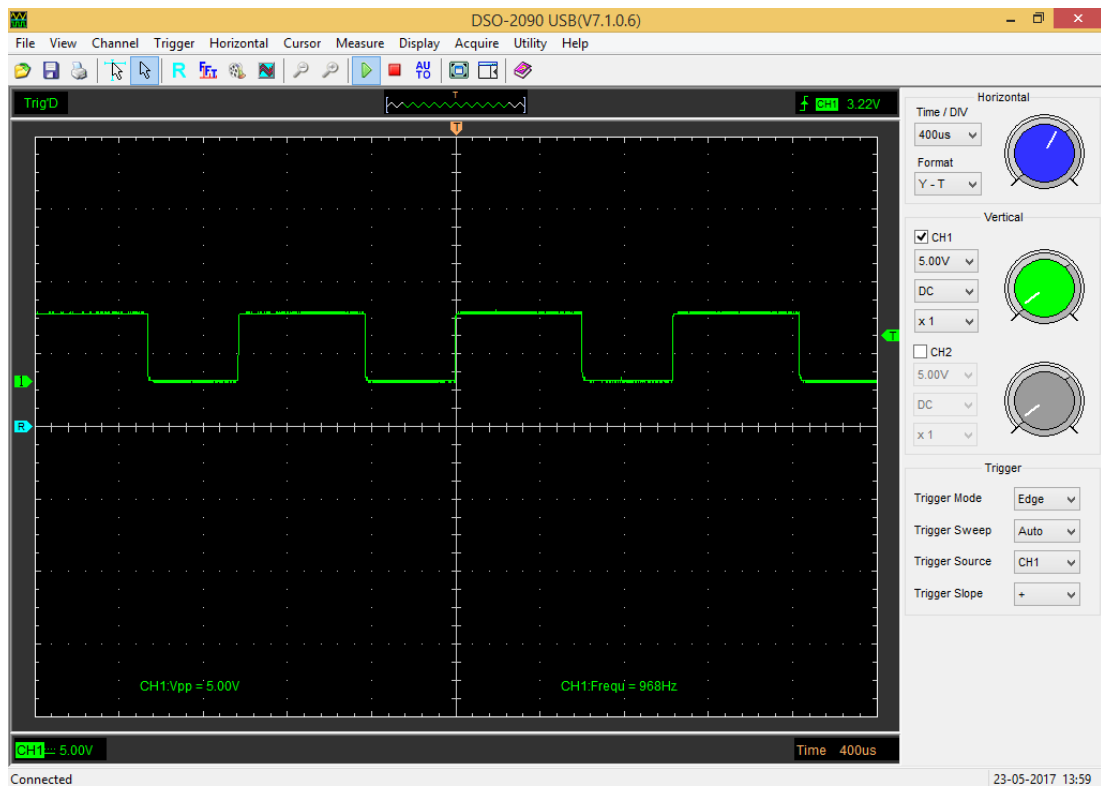 DSO-2090 USB(V7.1.0.6)
File View Channel Trigger Horizontal Cursor Measure Display Acquire Utility Help
R FFT AUTO
Trig'D
T
CH1 3.22V
T
T
1
R
CH1:Vpp = 5.00V
CH1:Frequ = 968Hz
CH1 5.00V
Time 400us
Horizontal
Time / DIV
400us
Format
Y - T
Vertical
CH1
5.00V
DC
x 1
CH2
5.00V
DC
x 1
Trigger
Trigger Mode Edge
Trigger Sweep Auto
Trigger Source CH1
Trigger Slope +
Connected
23-05-2017 13:59